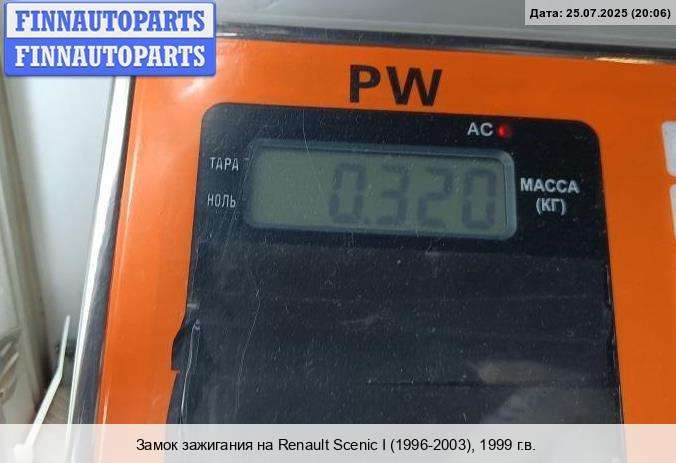 FINNAUTOPARTS
FINNAUTOPARTS
Дата: 25.07.2025 (20:06)
PW
AC
ТАРА
НОЛЬ
0.320
МАССА
(КГ)
Замок зажигания на Renault Scenic I (1996-2003), 1999 г.в.